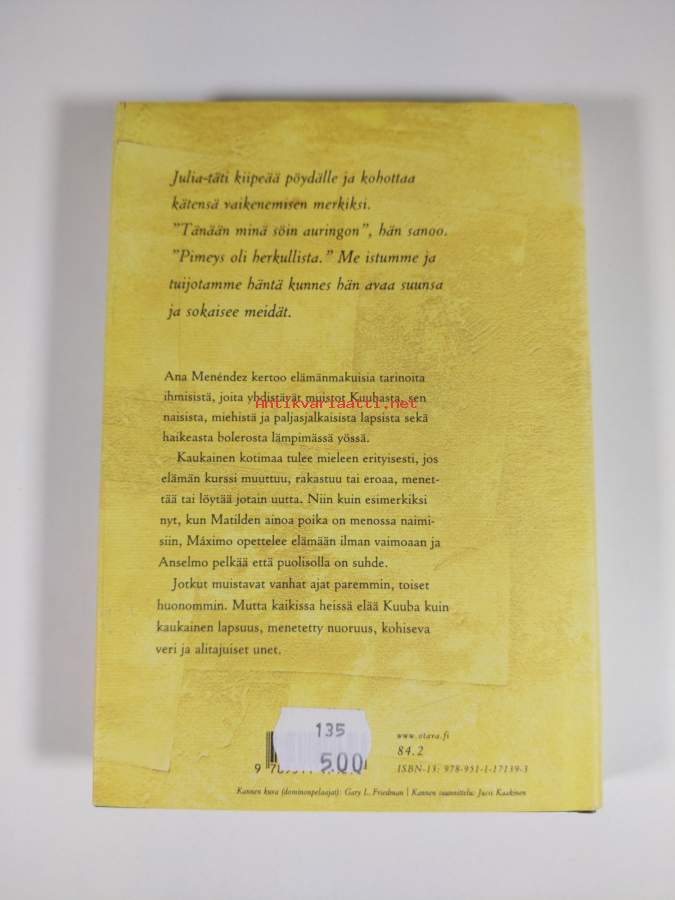 Julia-täti kiipeää pöydälle ja kohottaa
kätensä vaikenemisen merkiksi.
"Tänään minä söin auringon", hän sanoo.
"Pimeys oli herkullista." Me istumme ja
tuijotamme häntä kunnes hän avaa suunsa
ja sokaisee meidät.
Ana Menéndez kertoo elämänmakuisia tarinoita
ihmisistä, joita yhdistävät muistot Kuubasta, sen
Antikvariaatti.net
naisista, miehistä ja paljasjalkaisista lapsista sekä
haikeasta bolerosta lämpimässä yössä.
Kaukainen kotimaa tulee mieleen erityisesti, jos
elämän kurssi muuttuu, rakastuu tai eroaa, menet-
tää tai löytää jotain uutta. Niin kuin esimerkiksi
nyt, kun Matilden ainoa poika on menossa naimi-
siin, Máximo opettelee elämään ilman vaimoaan ja
Anselmo pelkää että puolisolla on suhde.
Jotkut muistavat vanhat ajat paremmin, toiset
huonommin. Mutta kaikissa heissä elää Kuuba kuin
kaukainen lapsuus, menetetty nuoruus, kohiseva
veri ja alitajuiset unet.
135
500
www.otava.fi
84.2
ISBN-13: 978-951-1-17139-3
Kannen kuva (dominonpelaajat): Gary L. Friedman | Kannen suunnittelu: Jussi Kaakinen